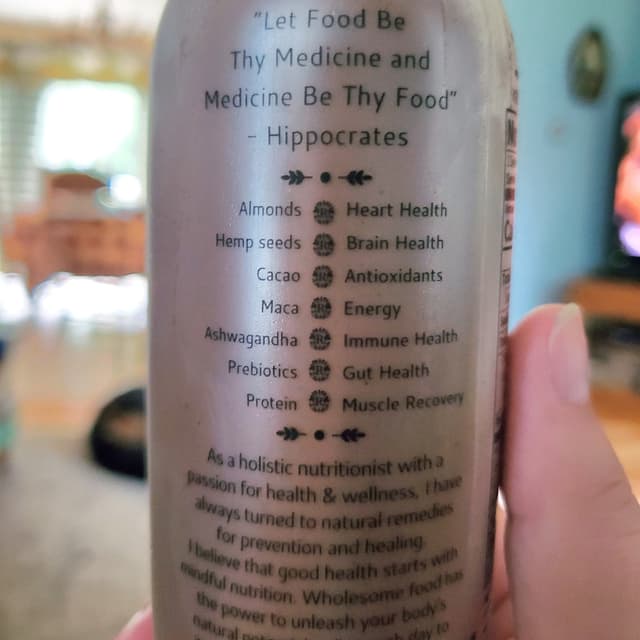 "Let Food Be
Thy Medicine and
Medicine Be Thy Food"
- Hippocrates
Almonds Heart Health
Hemp seeds Brain Health
Cacao Antioxidants
Maca Energy
Ashwagandha Immune Health
Prebiotics Gut Health
Protein Muscle Recovery
As a holistic nutritionist with a
passion for health & wellness, I have
always turned to natural remedies
for prevention and healing.
I believe that good health starts with
mindful nutrition. Wholesome food has
the power to unleash your body's
natural